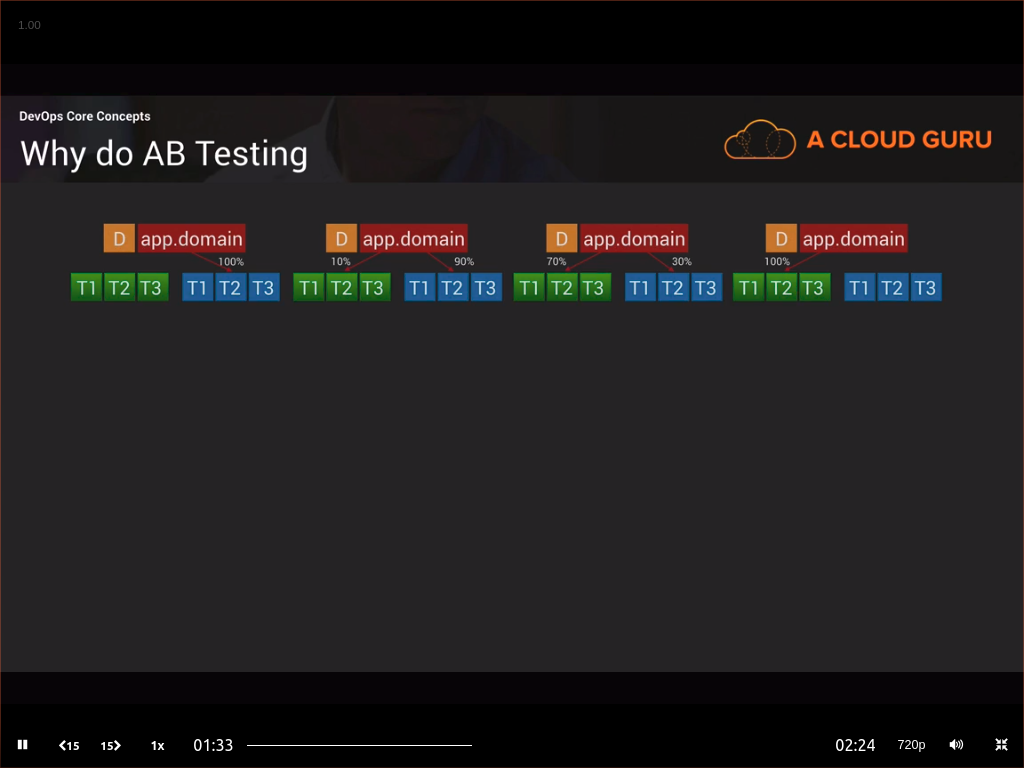 1.00
DevOps Core Concepts
Why do AB Testing
A CLOUD GURU
D app.domain D app.domain D app.domain D app.domain
100% 10% 90% 70% 30% 100%
T1 T2 T3 T1 T2 T3 T1 T2 T3 T1 T2 T3 T1 T2 T3 T1 T2 T3 T1 T2 T3 T1 T2 T3
15 15 1x 01:33 02:24 720p